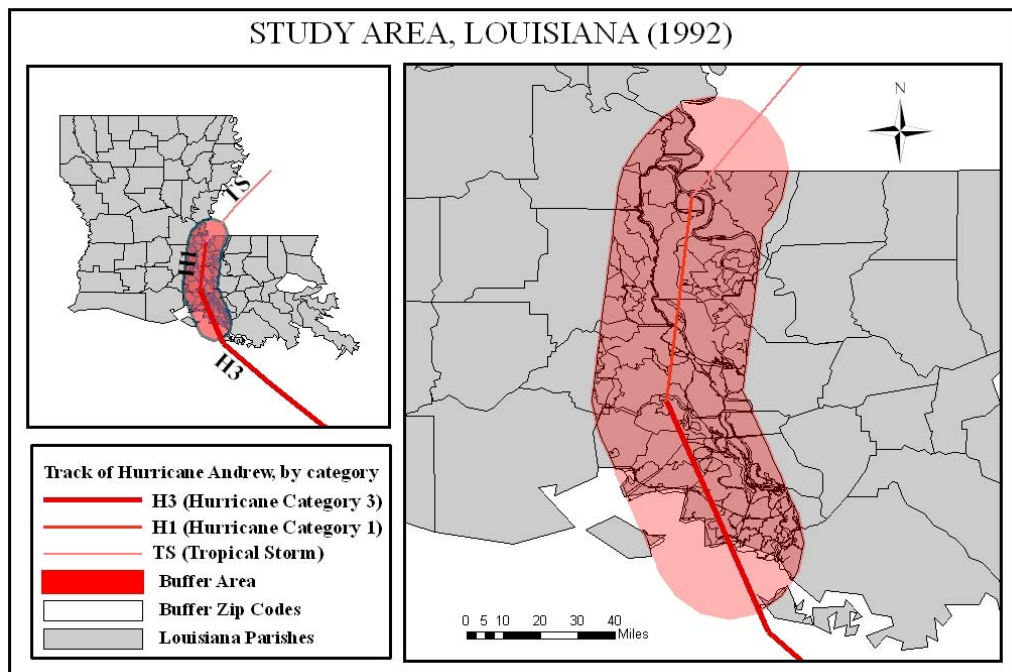 STUDY AREA, LOUISIANA (1992)
TS
H1
H3
Track of Hurricane Andrew, by category
H3 (Hurricane Category 3)
H1 (Hurricane Category 1)
TS (Tropical Storm)
Buffer Area
Buffer Zip Codes
Louisiana Parishes
N
0 5 10 20 30 40
Miles